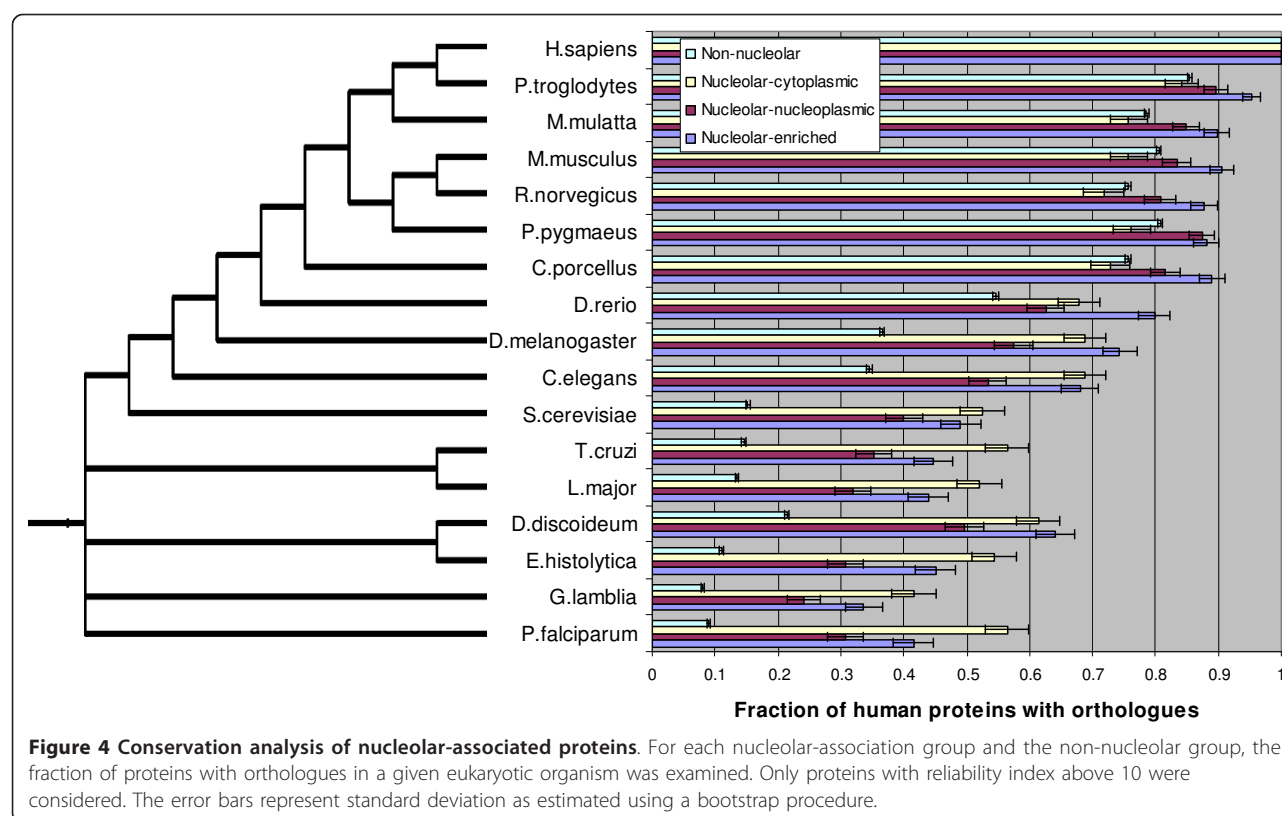 H.sapiens
P.troglodytes
M.mulatta
M.musculus
R.norvegicus
P.pygmaeus
C.porcellus
D.rerio
D.melanogaster
C.elegans
S.cerevisiae
T.cruzi
L.major
D.discoideum
E.histolytica
G.lamblia
P.falciparum
Non-nucleolar
Nucleolar-cytoplasmic
Nucleolar-nucleoplasmic
Nucleolar-enriched
0 0.1 0.2 0.3 0.4 0.5 0.6 0.7 0.8 0.9 1
Fraction of human proteins with orthologues
Figure 4 Conservation analysis of nucleolar-associated proteins. For each nucleolar-association group and the non-nucleolar group, the
fraction of proteins with orthologues in a given eukaryotic organism was examined. Only proteins with reliability index above 10 were
considered. The error bars represent standard deviation as estimated using a bootstrap procedure.